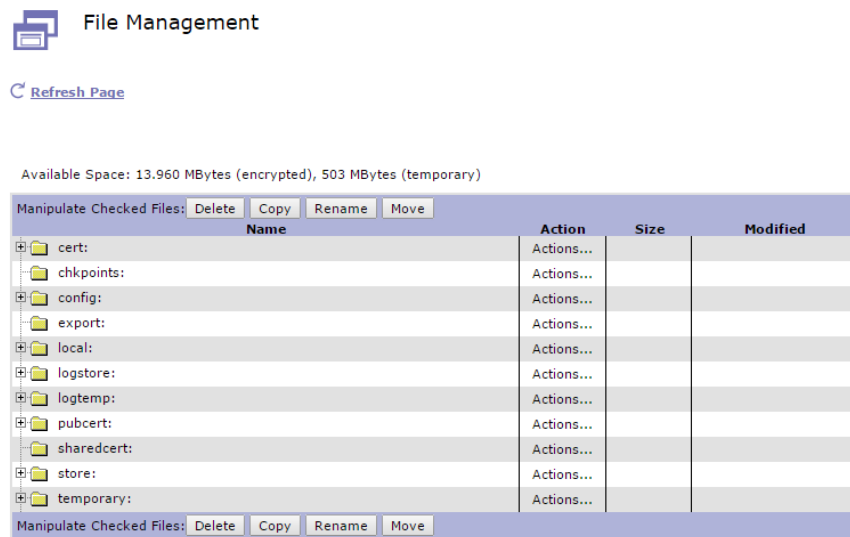 File Management
Refresh Page
Available Space: 13.960 MBytes (encrypted), 503 MBytes (temporary)
Manipulate Checked Files: Delete Copy Rename Move
Name Action Size Modified
cert: Actions...
chkpoints: Actions...
config: Actions...
export: Actions...
local: Actions...
logstore: Actions...
logtemp: Actions...
pubcert: Actions...
sharedcert: Actions...
store: Actions...
temporary: Actions...
Manipulate Checked Files: Delete Copy Rename Move